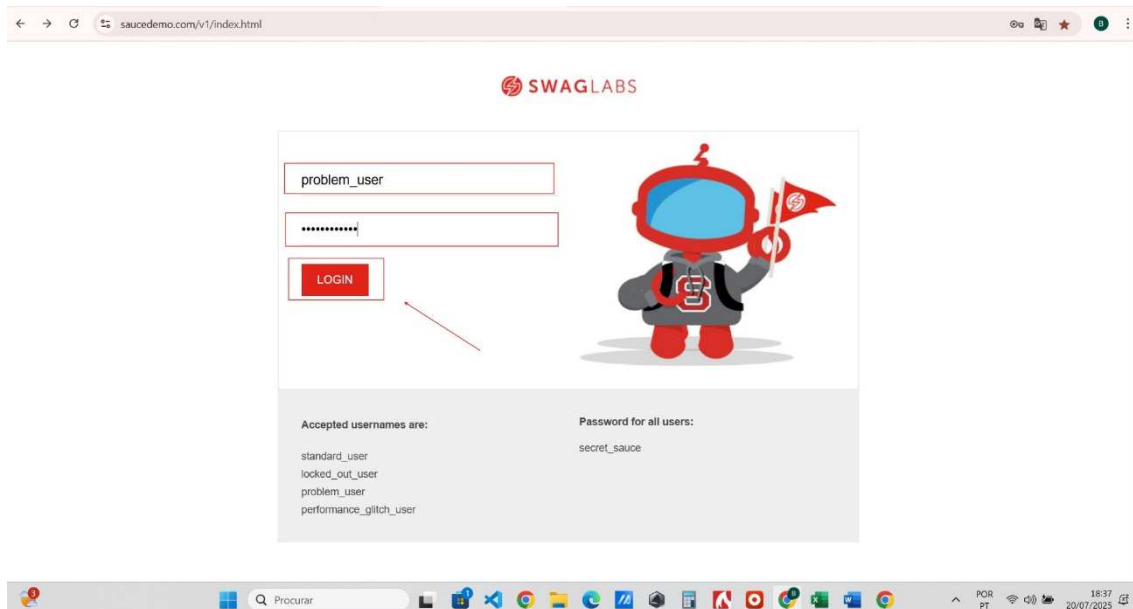 saucedemo.com/v1/index.html
B
SWAGLABS
problem_user
••••••••••••
LOGIN
S
Accepted usernames are:
standard_user
locked_out_user
problem_user
performance_glitch_user
Password for all users:
secret_sauce
3
Procurar
POR
PT
18:37
20/07/2025